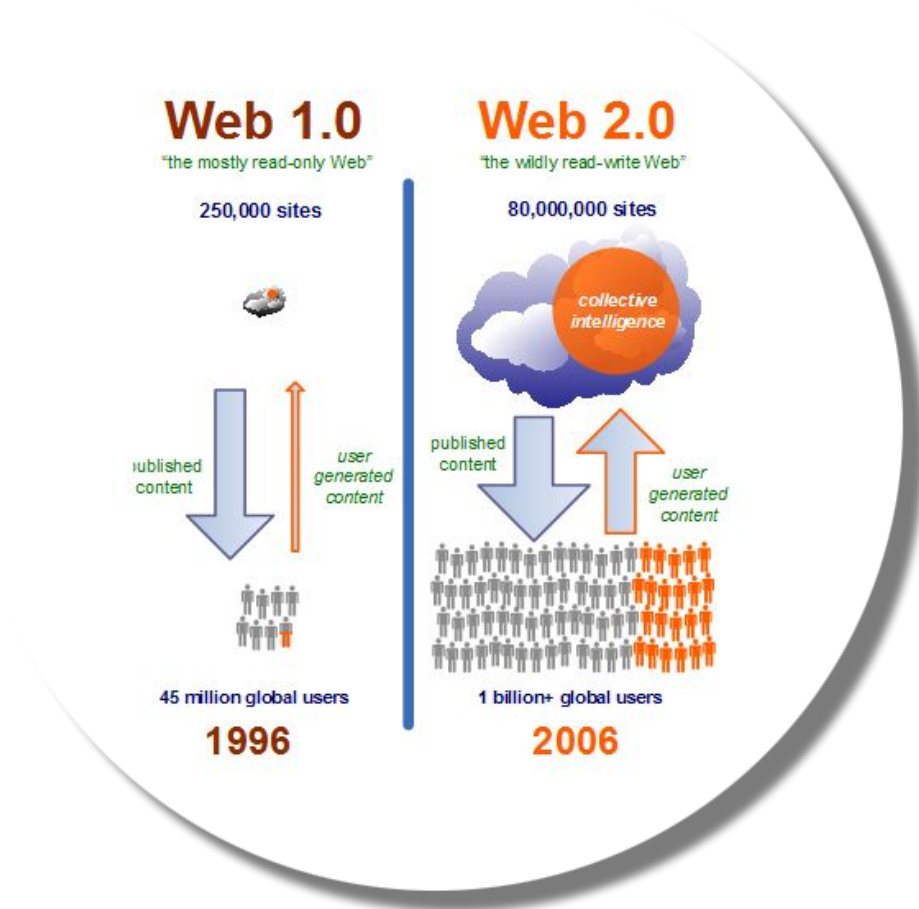 Web 1.0
"the mostly read-only Web"
250,000 sites
ublished
content
user
generated
content
45 million global users
1996
Web 2.0
"the wildly read-write Web"
80,000,000 sites
collective
intelligence
published
content
user
generated
content
1 billion+ global users
2006